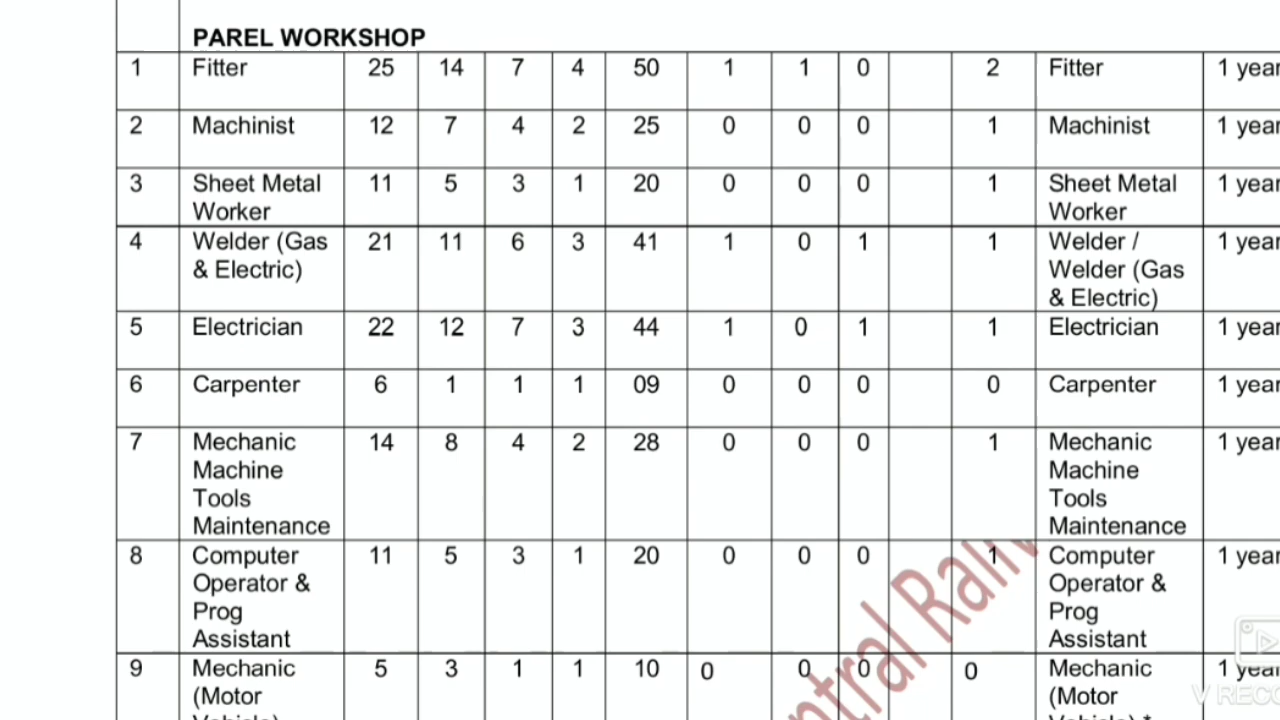 PAREL WORKSHOP
1 Fitter 25 14 7 4 50 1 1 0 2 Fitter 1 year
2 Machinist 12 7 4 2 25 0 0 0 1 Machinist 1 year
3 Sheet Metal 11 5 3 1 20 0 0 0 1 Sheet Metal 1 year
Worker Worker
4 Welder (Gas 21 11 6 3 41 1 0 1 1 Welder / 1 year
& Electric) Welder (Gas
& Electric)
5 Electrician 22 12 7 3 44 1 0 1 1 Electrician 1 year
6 Carpenter 6 1 1 1 09 0 0 0 0 Carpenter 1 year
7 Mechanic 14 8 4 2 28 0 0 0 1 Mechanic 1 year
Machine Machine
Tools Tools
Maintenance Maintenance
8 Computer 11 5 3 1 20 0 0 0 1 Computer 1 year
Operator & Operator &
Prog Prog
Assistant Assistant
9 Mechanic 5 3 1 1 10 0 0 0 0 Mechanic 1 year
(Motor (Motor